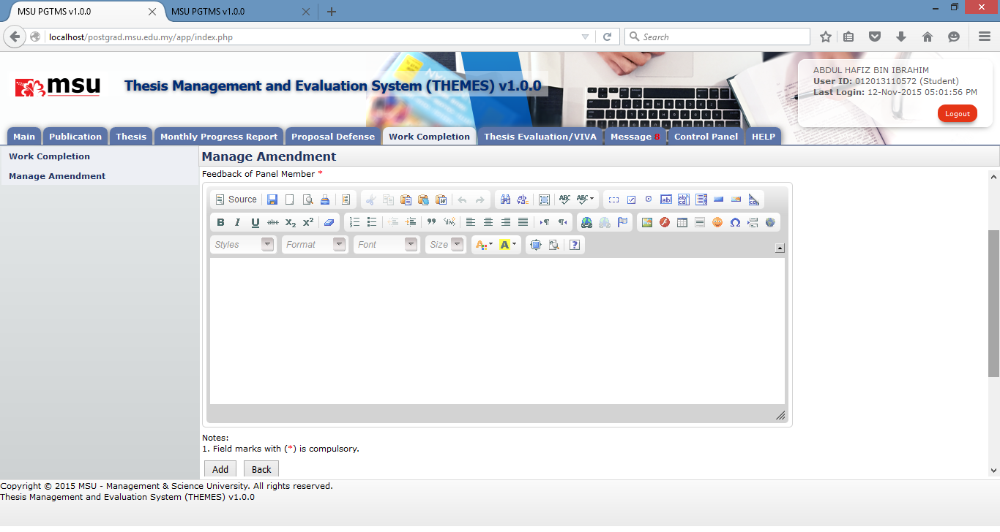 MSU PGTMS v1.0.0
MSU PGTMS v1.0.0
localhost/postgrad.msu.edu.my/app/index.php
Search
msu
Thesis Management and Evaluation System (THEMES) v1.0.0
ABDUL HAFIZ BIN IBRAHIM
User ID: 012013110572 (Student)
Last Login: 12-Nov-2015 05:01:56 PM
Logout
Main Publication Thesis Monthly Progress Report Proposal Defense Work Completion Thesis Evaluation/VIVA Message 8 Control Panel HELP
Work Completion
Manage Amendment
Manage Amendment
Feedback of Panel Member *
Source
B I U abc X2 X2
Styles Format Font Size A A ?
Notes:
1. Field marks with (*) is compulsory.
Add Back
Copyright © 2015 MSU - Management & Science University. All rights reserved.
Thesis Management and Evaluation System (THEMES) v1.0.0